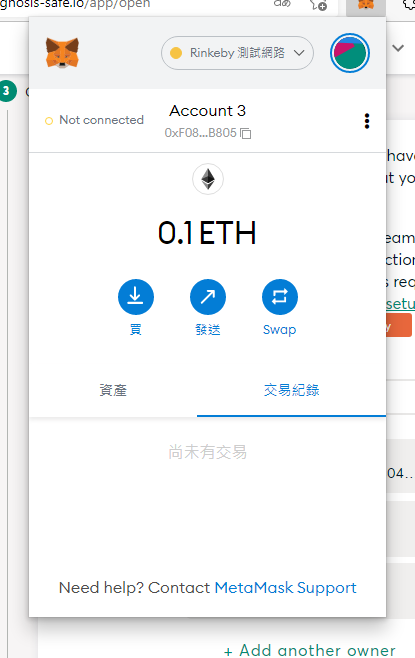 gnosis-safe.io/app/open
Rinkeby 測試網路
3
Not connected
Account 3
0xF08...B805
0.1 ETH
買
發送
Swap
資產
交易紀錄
尚未有交易
Need help? Contact MetaMask Support
+ Add another owner